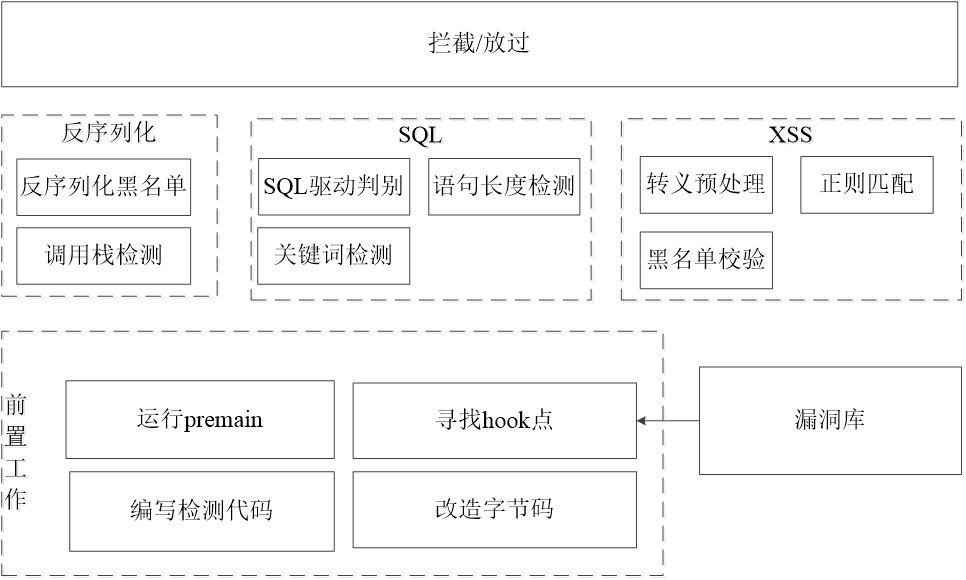 拦截/放过
反序列化
反序列化黑名单
调用栈检测
SQL
SQL驱动判别
语句长度检测
关键词检测
XSS
转义预处理
正则匹配
黑名单校验
前置工作
运行premain
寻找hook点
编写检测代码
改造字节码
漏洞库